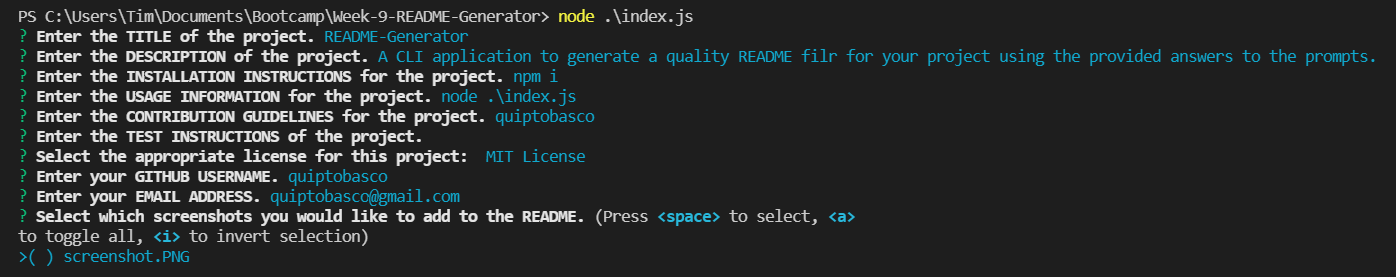 PS C:\Users\Tim\Documents\Bootcamp\Week-9-README-Generator> node .\index.js
? Enter the TITLE of the project. README-Generator
? Enter the DESCRIPTION of the project. A CLI application to generate a quality README filr for your project using the provided answers to the prompts.
? Enter the INSTALLATION INSTRUCTIONS for the project. npm i
? Enter the USAGE INFORMATION for the project. node .\index.js
? Enter the CONTRIBUTION GUIDELINES for the project. quiptobasco
? Enter the TEST INSTRUCTIONS of the project.
? Select the appropriate license for this project:  MIT License
? Enter your GITHUB USERNAME. quiptobasco
? Enter your EMAIL ADDRESS. quiptobasco@gmail.com
? Select which screenshots you would like to add to the README. (Press <space> to select, <a>
to toggle all, <i> to invert selection)
>( ) screenshot.PNG